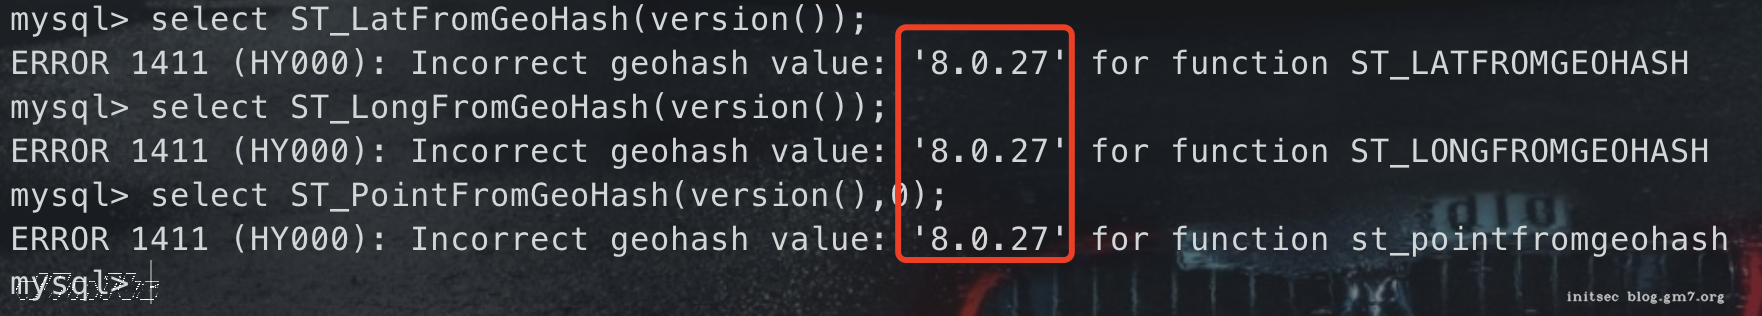 mysql> select ST_LatFromGeoHash(version());
ERROR 1411 (HY000): Incorrect geohash value: '8.0.27' for function ST_LATFROMGEOHASH
mysql> select ST_LongFromGeoHash(version());
ERROR 1411 (HY000): Incorrect geohash value: '8.0.27' for function ST_LONGFROMGEOHASH
mysql> select ST_PointFromGeoHash(version(),0);
ERROR 1411 (HY000): Incorrect geohash value: '8.0.27' for function st_pointfromgeohash
mysql>
initsec blog.gm7.org